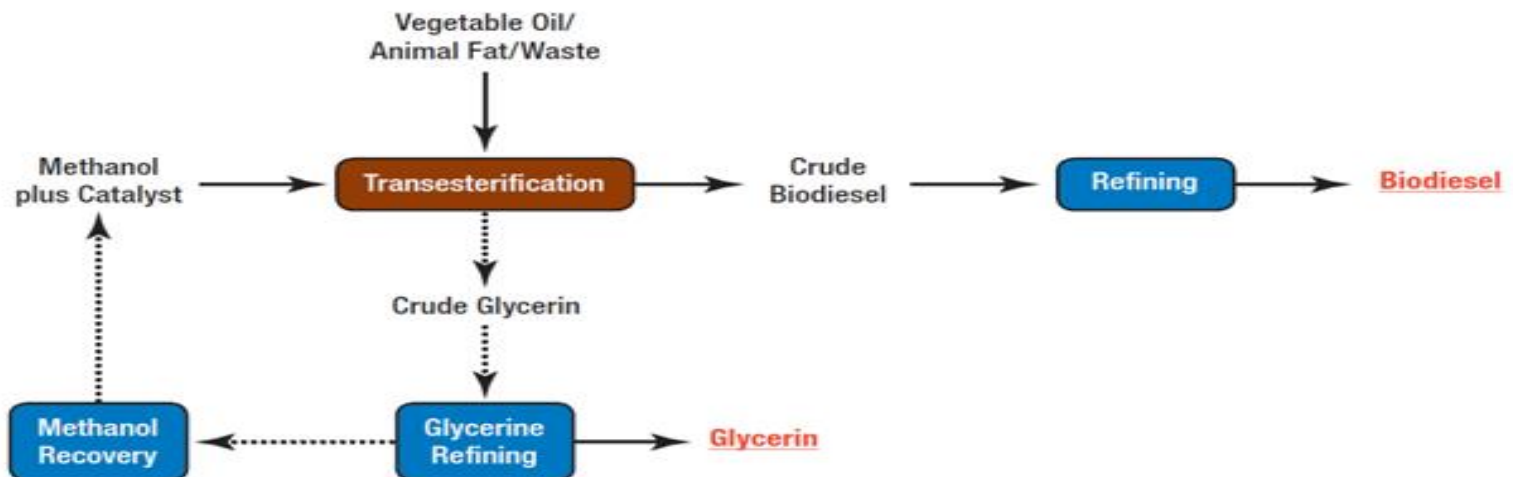 Vegetable Oil/
Animal Fat/Waste
Methanol
plus Catalyst
Transesterification
Crude
Biodiesel
Refining
Biodiesel
Crude Glycerin
Methanol
Recovery
Glycerine
Refining
Glycerin